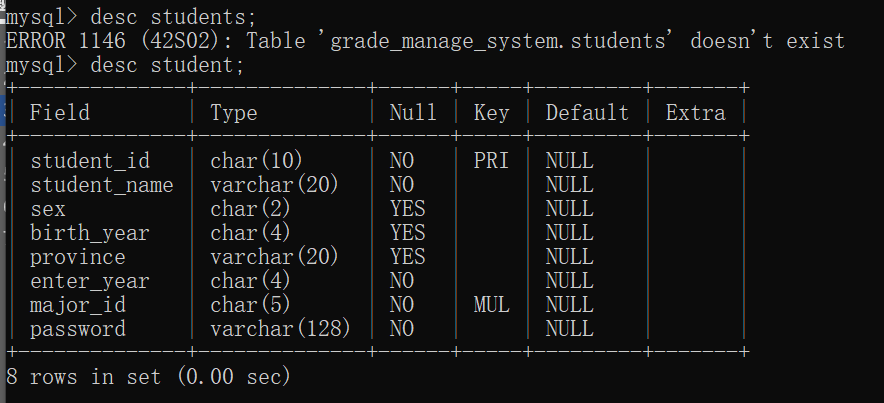 mysql> desc students;
ERROR 1146 (42S02): Table 'grade_manage_system.students' doesn't exist
mysql> desc student;
+--------------+--------------+------+-----+---------+-------+
| Field        | Type         | Null | Key | Default | Extra |
+--------------+--------------+------+-----+---------+-------+
| student_id   | char(10)     | NO   | PRI | NULL    |       |
| student_name | varchar(20)  | NO   |     | NULL    |       |
| sex          | char(2)      | YES  |     | NULL    |       |
| birth_year   | char(4)      | YES  |     | NULL    |       |
| province     | varchar(20)  | YES  |     | NULL    |       |
| enter_year   | char(4)      | NO   |     | NULL    |       |
| major_id     | char(5)      | NO   | MUL | NULL    |       |
| password     | varchar(128) | NO   |     | NULL    |       |
+--------------+--------------+------+-----+---------+-------+
8 rows in set (0.00 sec)